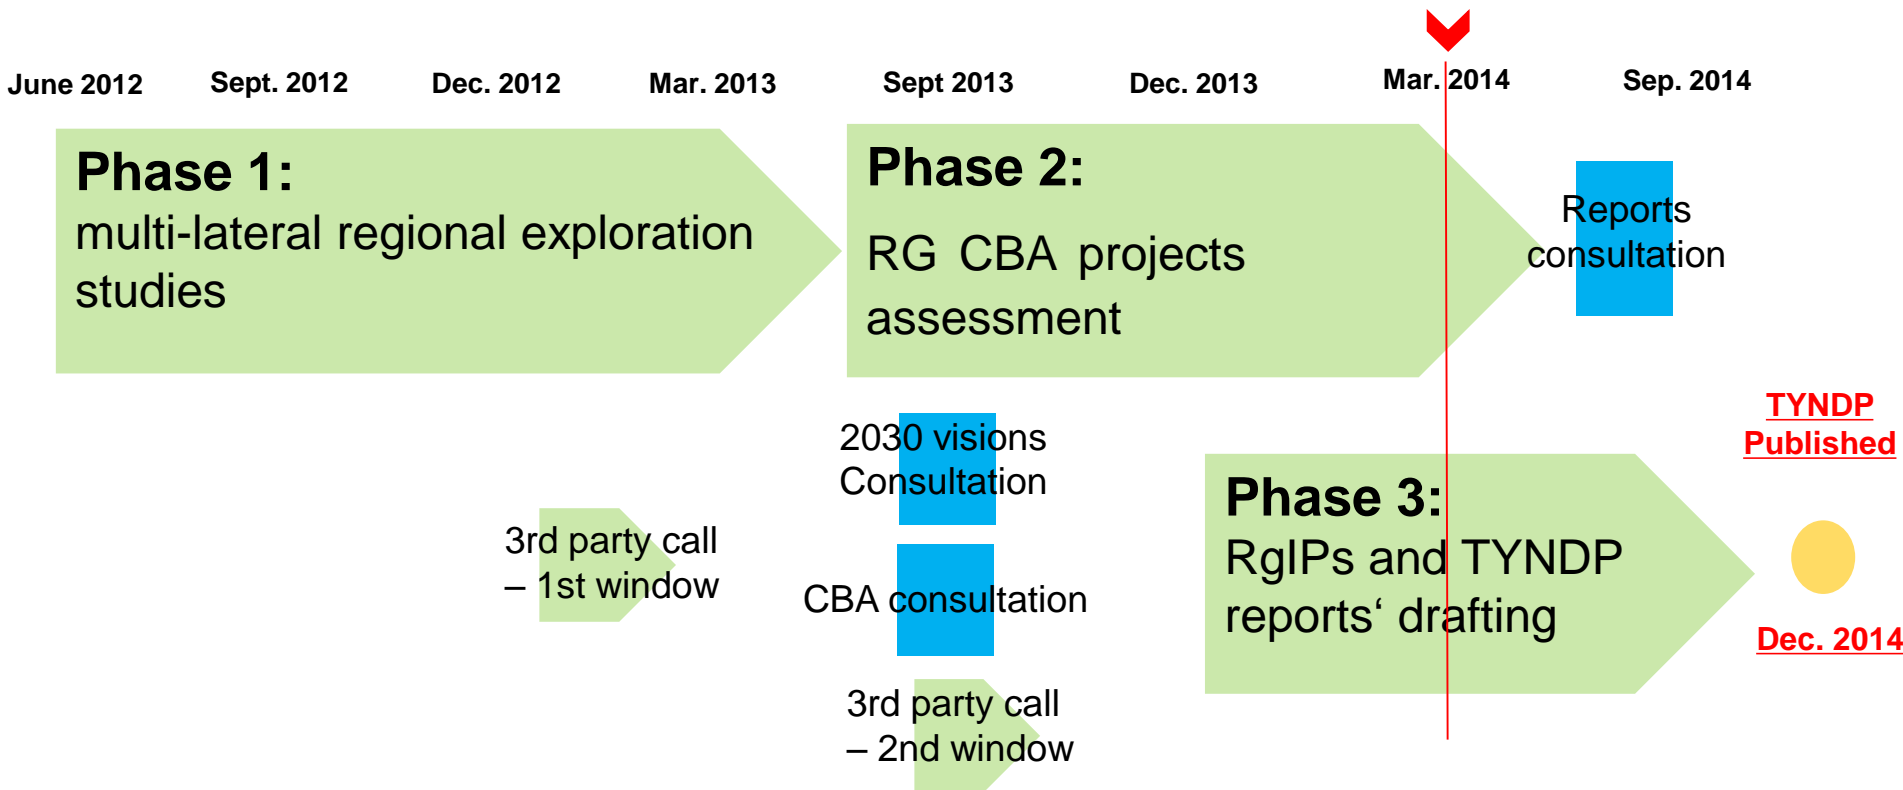 June 2012
Sept. 2012
Dec. 2012
Mar. 2013
Sept 2013
Dec. 2013
Mar. 2014
Sep. 2014
Phase 1:
multi-lateral regional exploration
studies
Phase 2:
RG CBA projects
assessment
Reports
consultation
2030 visions
Consultation
3rd party call
– 1st window
CBA consultation
3rd party call
– 2nd window
Phase 3:
RgIPs and TYNDP
reports‘ drafting
TYNDP
Published
Dec. 2014